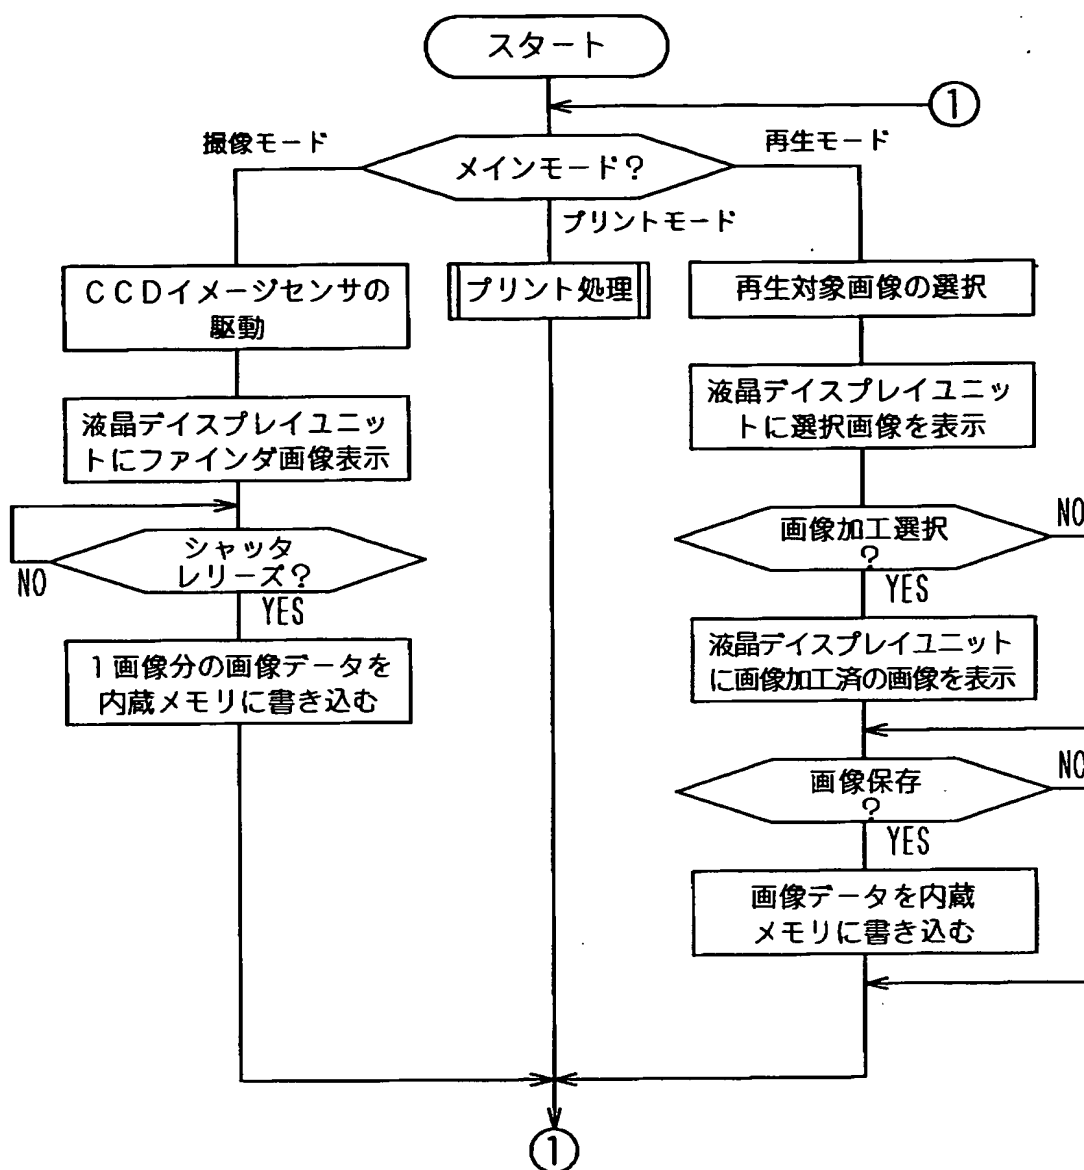 スタート
①
撮像モード
メインモード?
再生モード
プリントモード
CCDイメージセンサの
駆動
プリント処理
再生対象画像の選択
液晶デイスプレイユニッ
トにファインダ画像表示
液晶デイスプレイユニッ
トに選択画像を表示
シャッタ
レリーズ?
NO
YES
画像加工選択
?
NO
YES
1画像分の画像データを
内蔵メモリに書き込む
液晶デイスプレイユニット
に画像加工済の画像を表示
画像保存
?
NO
YES
画像データを内蔵
メモリに書き込む
①